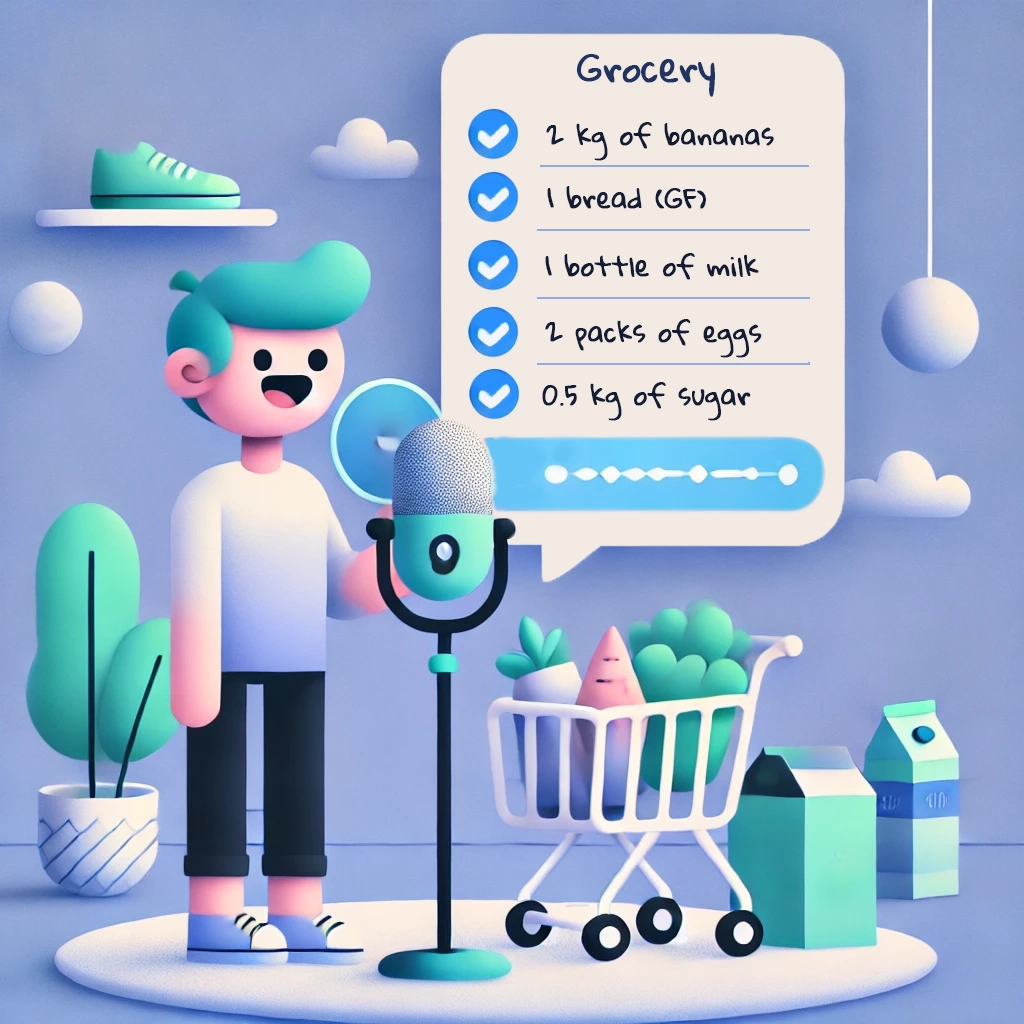 Grocery
2 kg of bananas
1 bread (GF)
1 bottle of milk
2 packs of eggs
0.5 kg of sugar